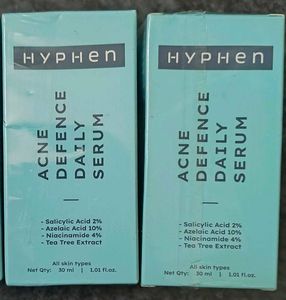 HYPHEN
ACNE
DEFENCE
DAILY
SERUM
- Salicylic Acid 2%
- Azelaic Acid 10%
- Niacinamide 4%
- Tea Tree Extract
All skin types
Net Qty: 30 ml | 1.01 fl.oz.
HYPHEN
ACNE
DEFENCE
DAILY
SERUM
- Salicylic Acid 2%
- Azelaic Acid 10%
- Niacinamide 4%
- Tea Tree Extract
All skin types
Net Qty: 30 ml | 1.01 fl.oz.